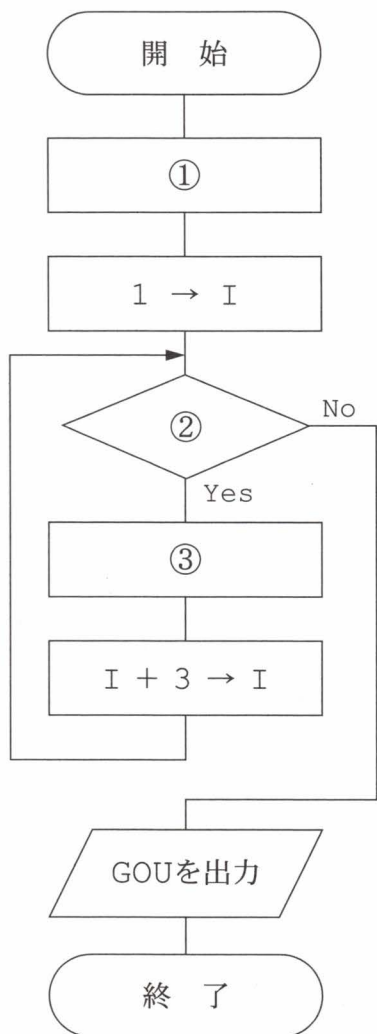 開 始
①
1 → I
②
No
Yes
③
I + 3 → I
GOUを出力
終 了